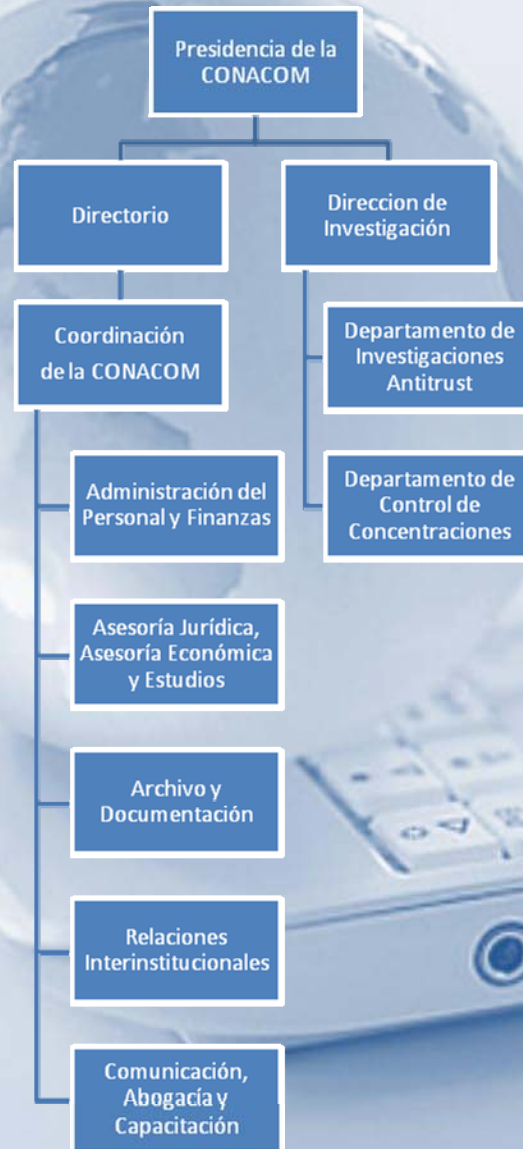 Presidencia de la
CONACOM
Directorio
Direccion de
Investigación
Coordinación
de la CONACOM
Departamento de
Investigaciones
Antitrust
Departamento de
Control de
Concentraciones
Administración del
Personal y Finanzas
Asesoría Jurídica,
Asesoría Económica
y Estudios
Archivo y
Documentación
Relaciones
Interinstitucionales
Comunicación,
Abogacía y
Capacitación